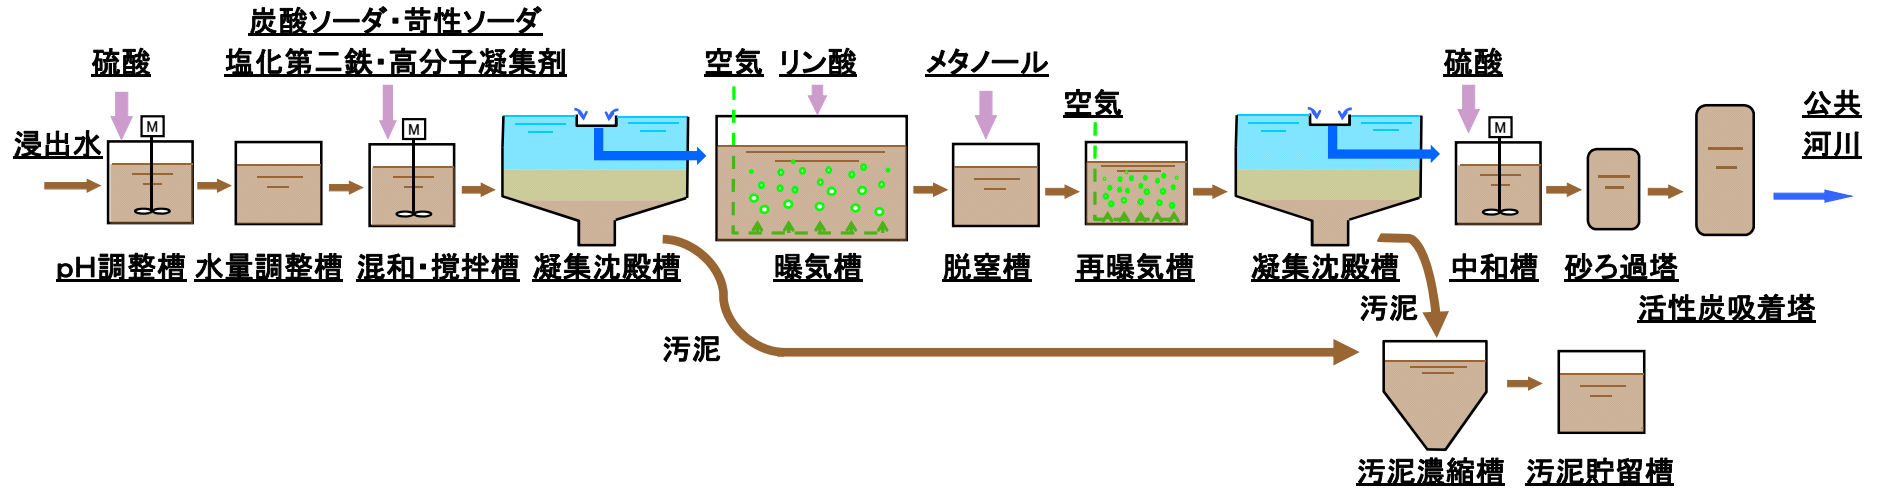 炭酸ソーダ・苛性ソーダ
硫酸
塩化第二鉄・高分子凝集剤
空気
リン酸
メタノール
硫酸
空気
公共
河川
浸出水
M
M
M
pH調整槽
水量調整槽
混和・撹拌槽
凝集沈殿槽
曝気槽
脱窒槽
再曝気槽
凝集沈殿槽
中和槽
砂ろ過塔
活性炭吸着塔
汚泥
汚泥
汚泥濃縮槽
汚泥貯留槽